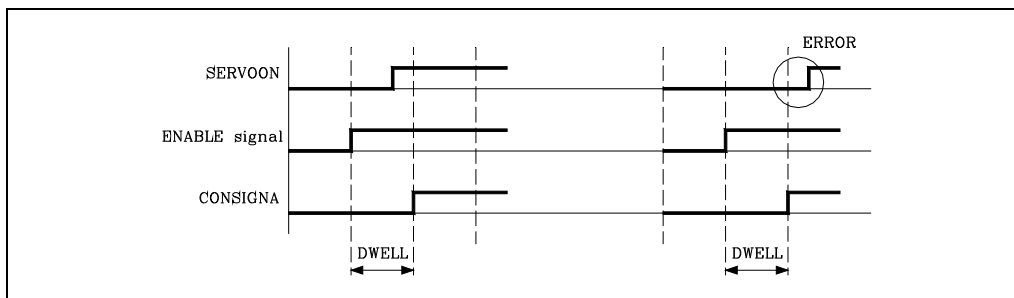 ERROR
SERVOON
ENABLE signal
CONSIGNA
DWELL
DWELL